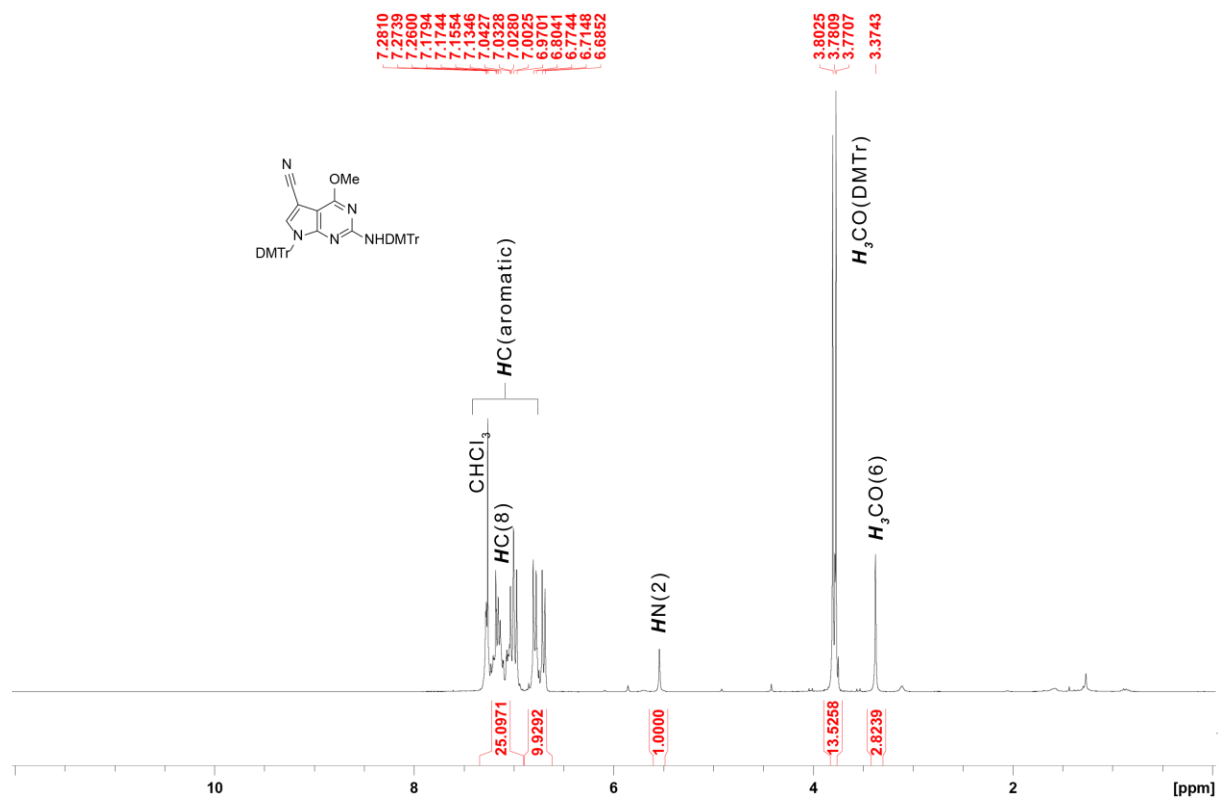 7.2810
7.2739
7.2600
7.1794
7.1744
7.1554
7.1346
7.0427
7.0328
7.0280
7.0025
6.9701
6.8041
6.7744
6.7148
6.6852
3.8025
3.7809
3.7707
3.3743
N
OMe
N
N
N
NHDMTr
DMTr
CHCl₃
HC(8)
HC(aromatic)
HN(2)
H₃CO(DMTr)
H₃CO(6)
25.0971
9.9292
1.0000
13.5258
2.8239
10 8 6 4 2 [ppm]